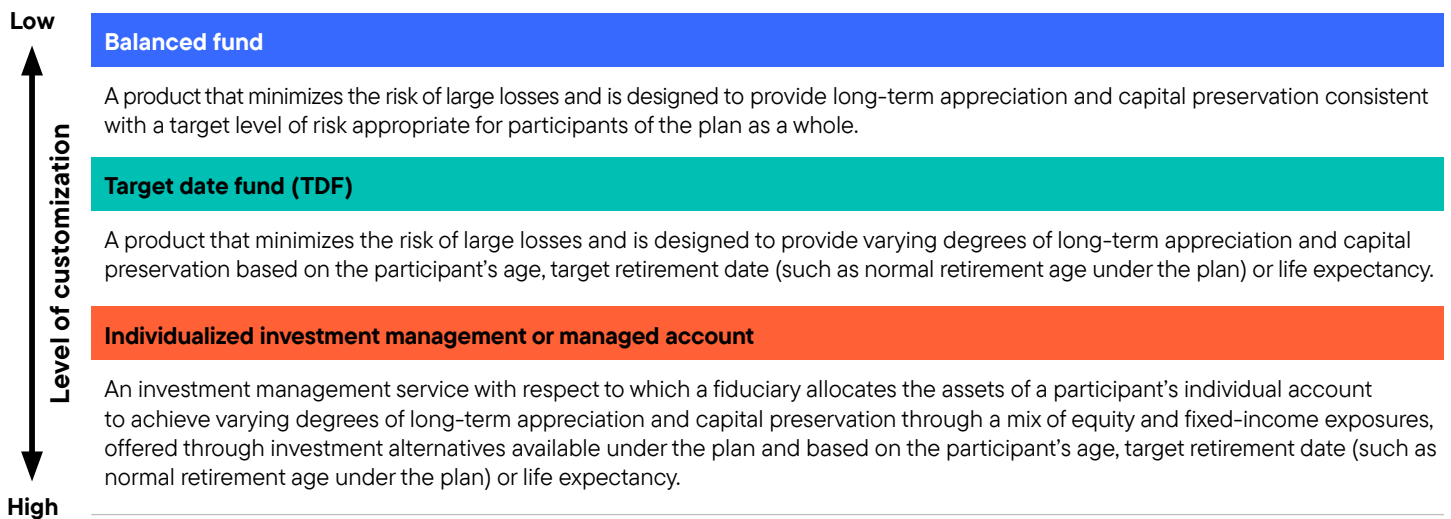 Low
Level of customization
High
Balanced fund
A product that minimizes the risk of large losses and is designed to provide long-term appreciation and capital preservation consistent
with a target level of risk appropriate for participants of the plan as a whole.
Target date fund (TDF)
A product that minimizes the risk of large losses and is designed to provide varying degrees of long-term appreciation and capital
preservation based on the participant’s age, target retirement date (such as normal retirement age under the plan) or life expectancy.
Individualized investment management or managed account
An investment management service with respect to which a fiduciary allocates the assets of a participant’s individual account
to achieve varying degrees of long-term appreciation and capital preservation through a mix of equity and fixed-income exposures,
offered through investment alternatives available under the plan and based on the participant’s age, target retirement date (such as
normal retirement age under the plan) or life expectancy.